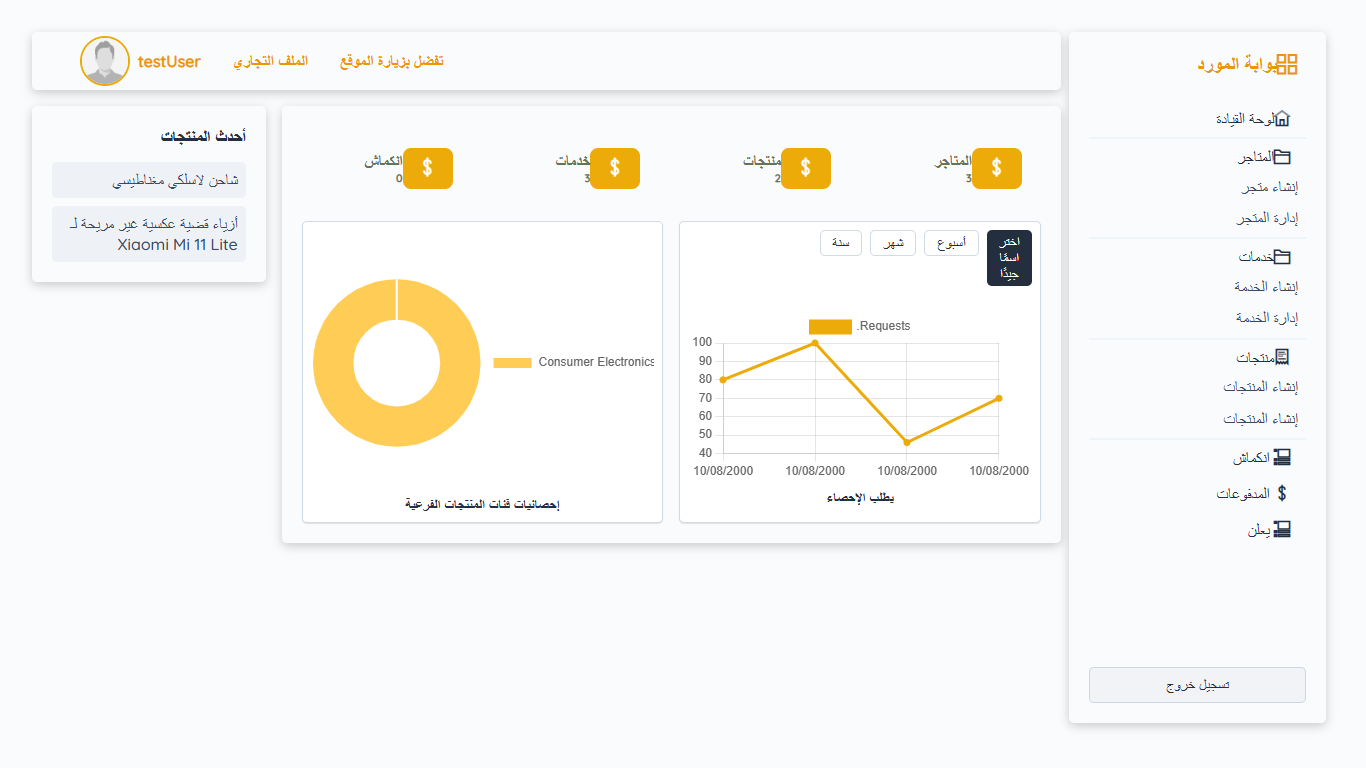 بوابة المورد
لوحة القيادة
المتاجر
إنشاء متجر
إدارة المتجر
خدمات
إنشاء الخدمة
إدارة الخدمة
منتجات
إنشاء المنتجات
إنشاء المنتجات
انكماش
المدفوعات
يعلن
تسجيل خروج
تفضل بزيارة الموقع
الملف التجاري
testUser
المتاجر
3
منتجات
2
خدمات
3
انكماش
0
اختر
اسمًا
جيدًا
أسبوع
شهر
سنة
.Requests
100
90
80
70
60
50
40
10/08/2000
10/08/2000
10/08/2000
10/08/2000
يطلب الإحصاء
Consumer Electronics
إحصائيات فئات المنتجات الفرعية
أحدث المنتجات
شاحن لاسلكي مغناطيسي
أزياء قضية عكسية غير مريحة لـ
Xiaomi Mi 11 Lite